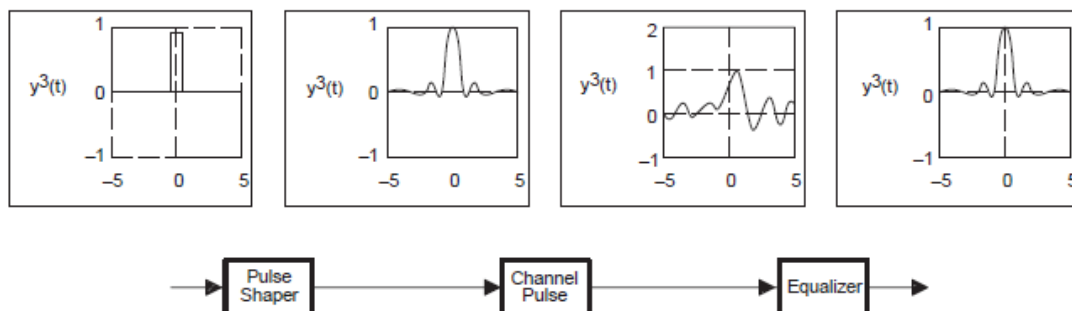 1
y³(t)
0
–1
–5 0 5
1
y³(t)
0
–1
–5 0 5
2
y³(t)
1
0
–1
–5 0 5
1
y³(t)
0
–1
–5 0 5
Pulse
Shaper
Channel
Pulse
Equalizer